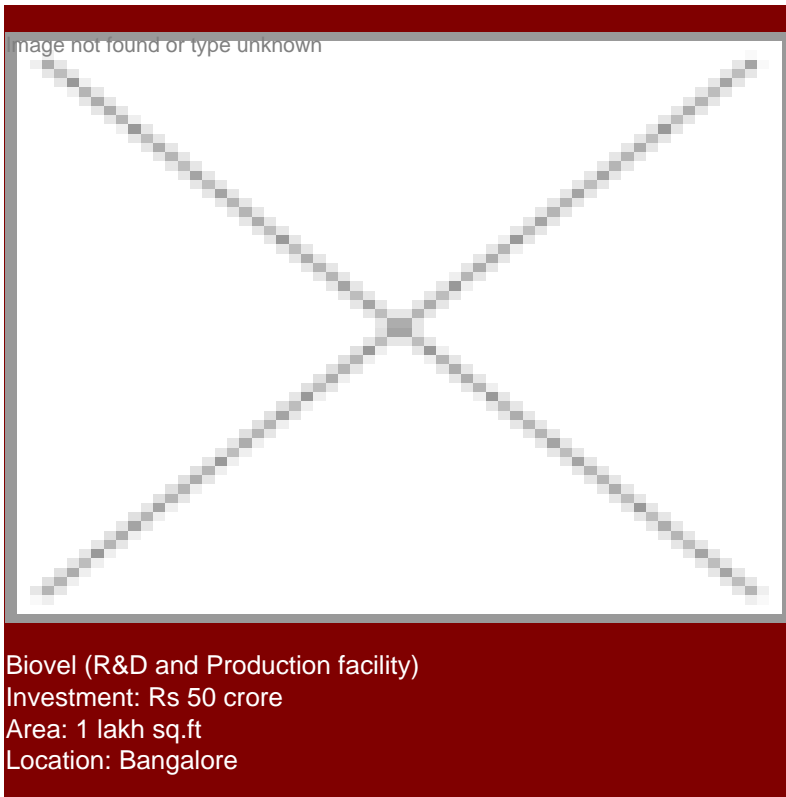 Image not found or type unknown
Biovel (R&D and Production facility)
Investment: Rs 50 crore
Area: 1 lakh sq.ft
Location: Bangalore